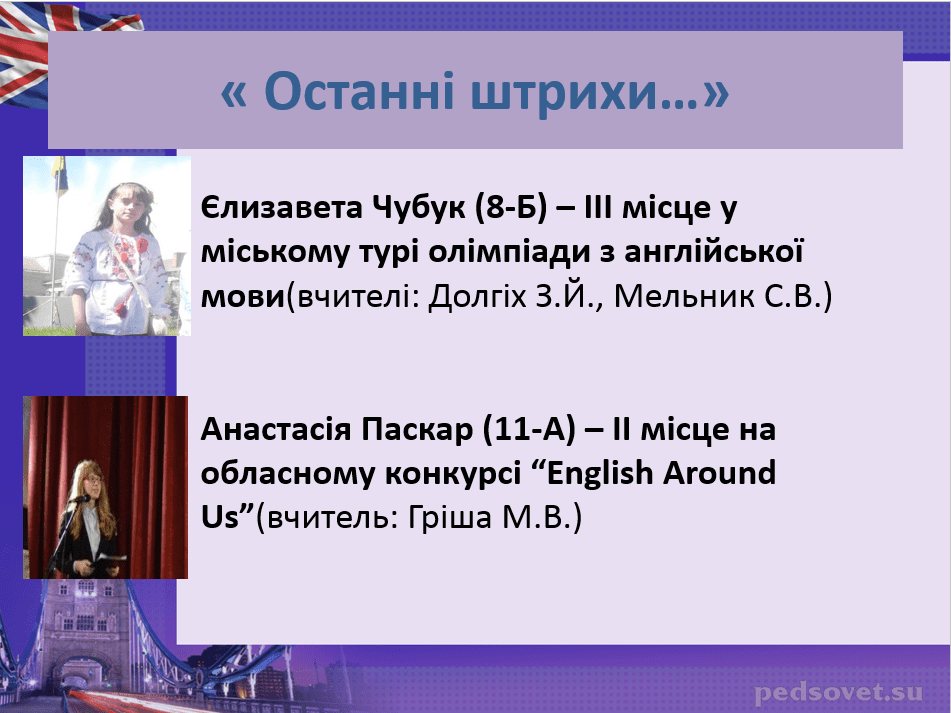 « Останні штрихи…»
Єлизавета Чубук (8-Б) – ІІІ місце у
міському турі олімпіади з англійської
мови(вчителі: Долгіх З.Й., Мельник С.В.)
Анастасія Паскар (11-А) – ІІ місце на
обласному конкурсі “English Around
Us”(вчитель: Гріша М.В.)
pedsovet.su